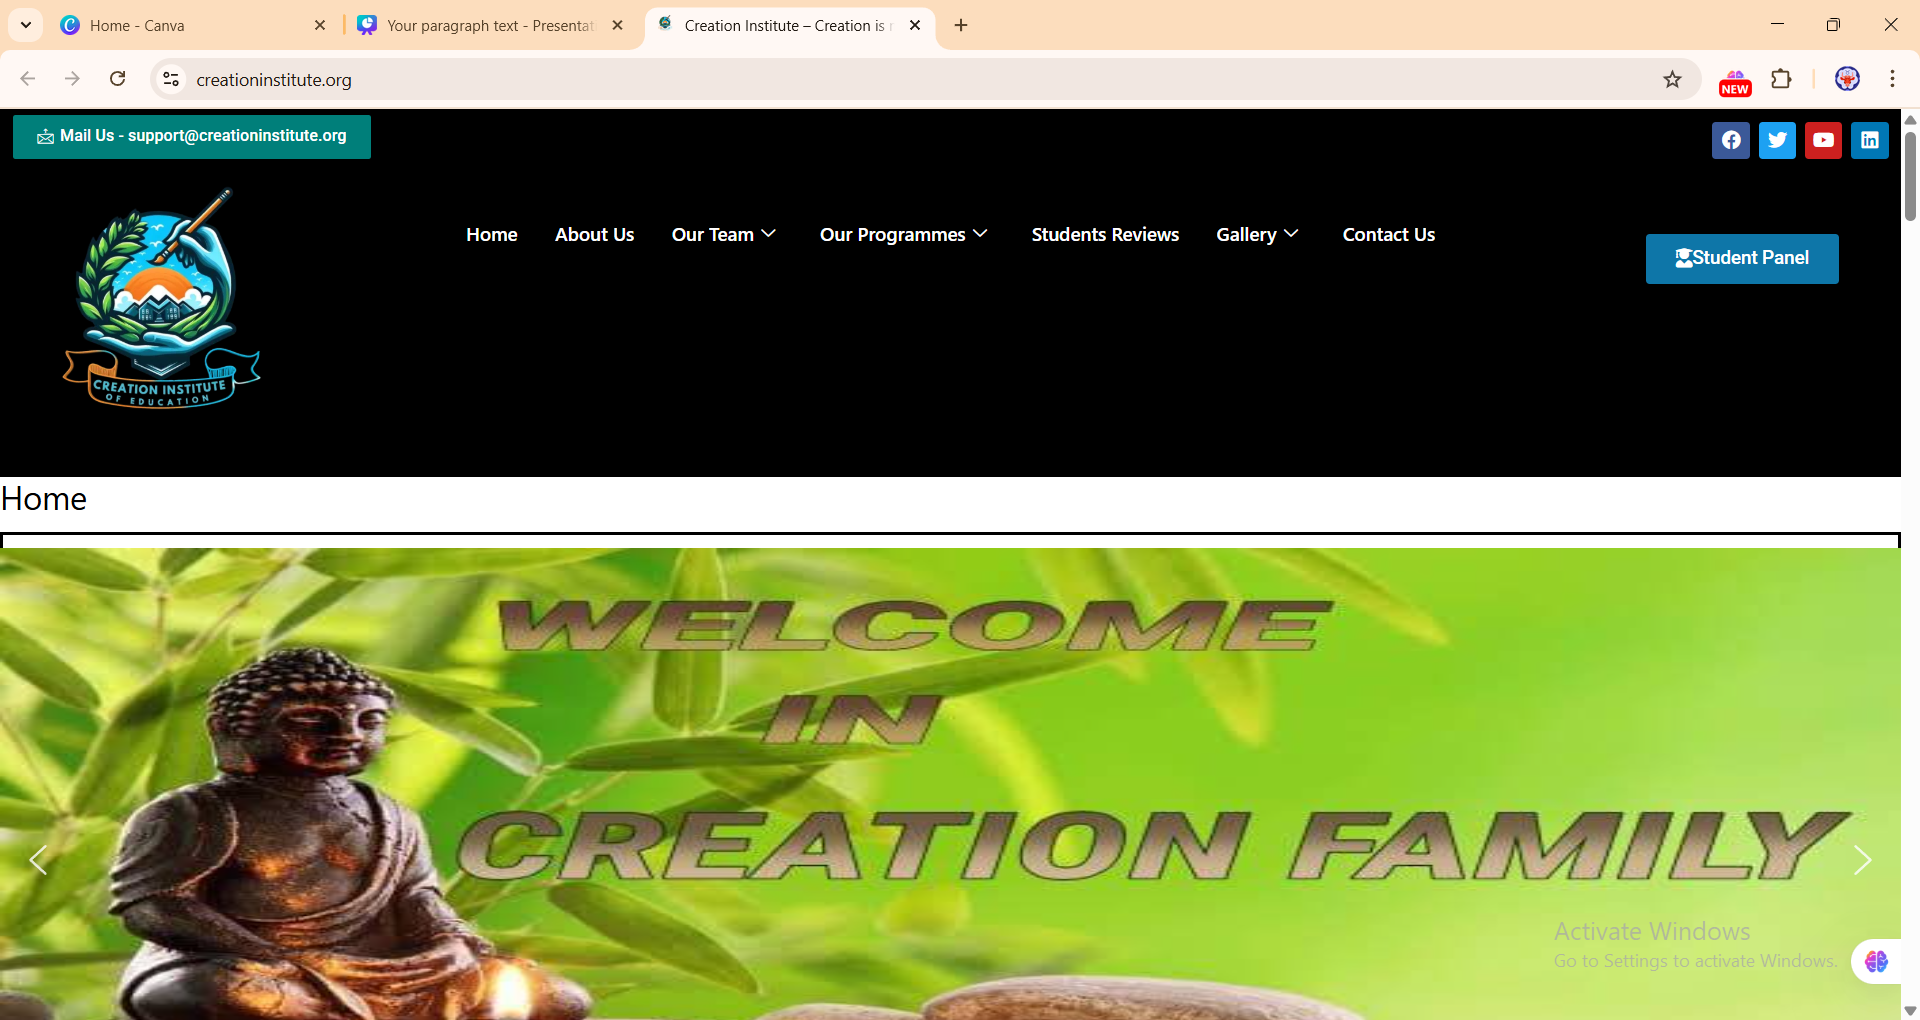 Home - Canva
Your paragraph text - Presentat
Creation Institute – Creation is r
creationinstitute.org
NEW
Mail Us - support@creationinstitute.org
Home
About Us
Our Team
Our Programmes
Students Reviews
Gallery
Contact Us
Student Panel
CREATION INSTITUTE
OF EDUCATION
Home
WELCOME
IN
CREATION FAMILY
Activate Windows
Go to Settings to activate Windows.